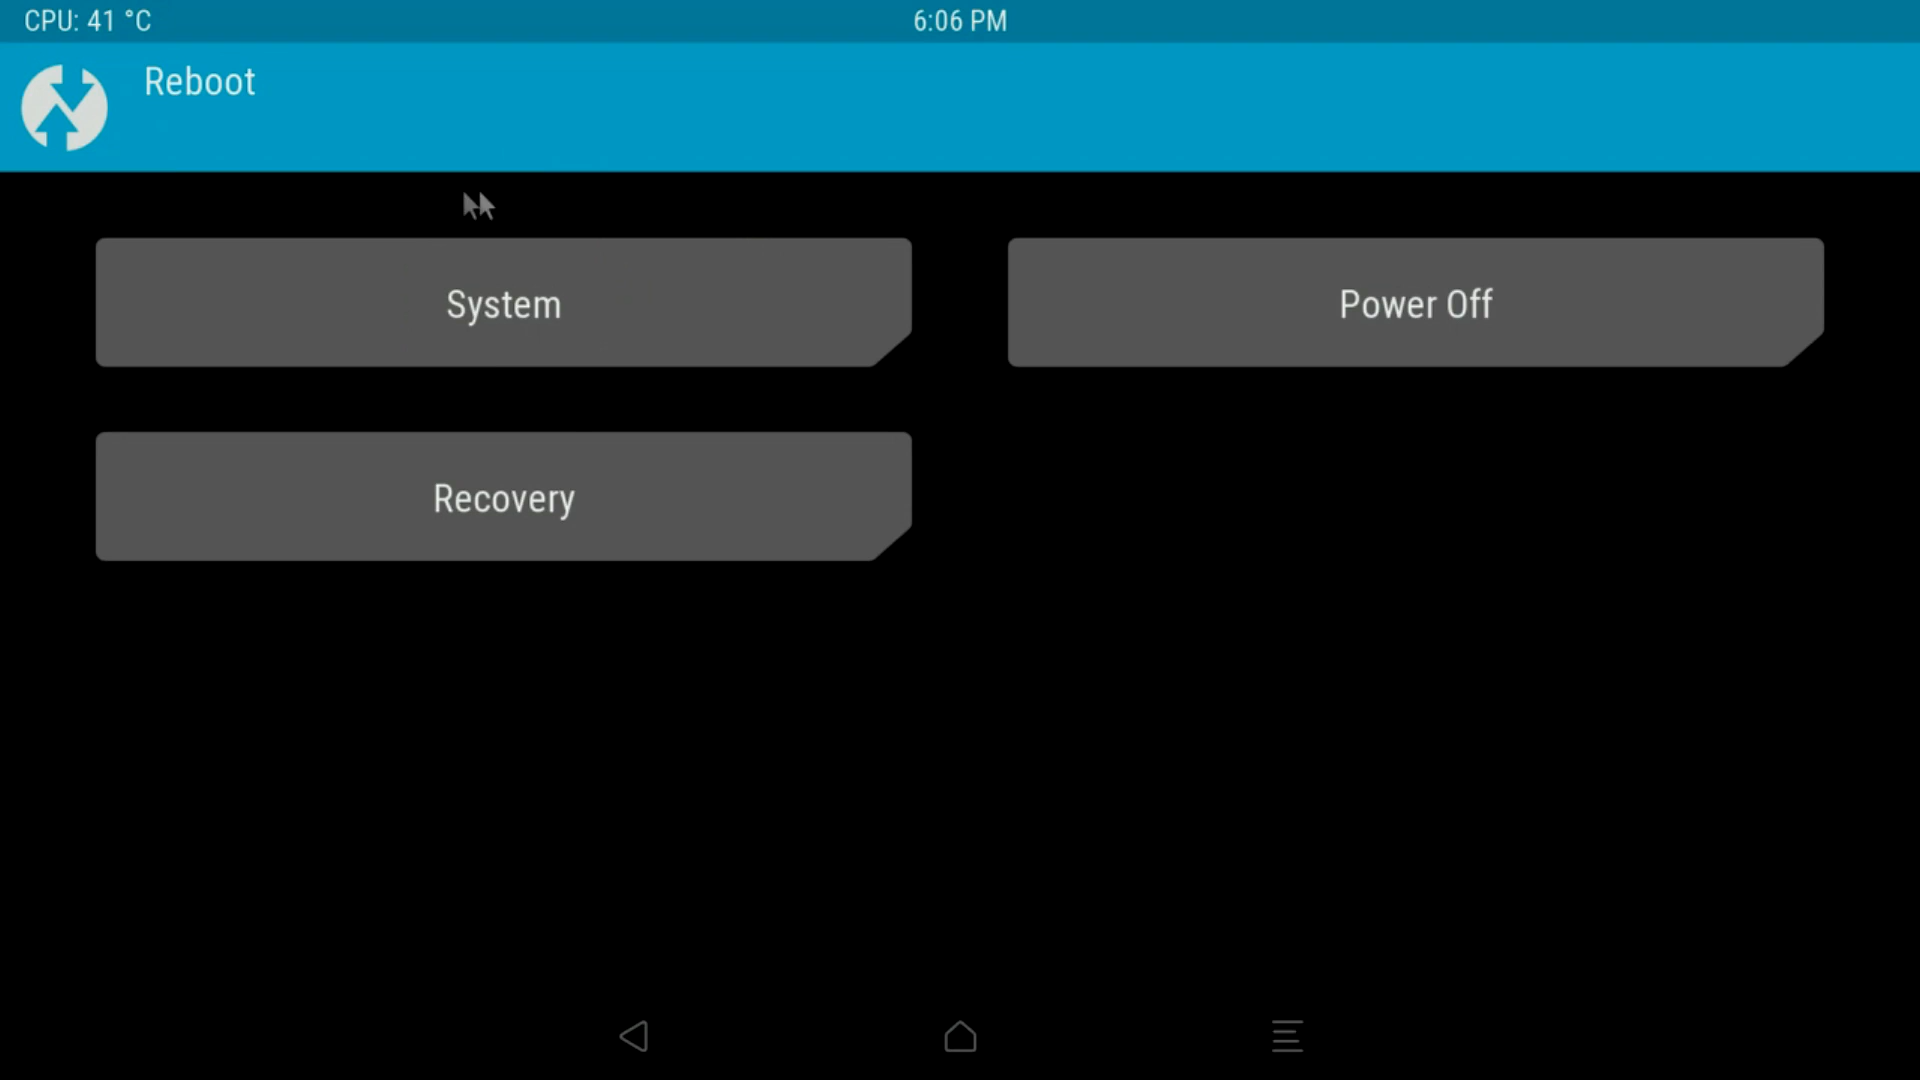 CPU: 41 °C
6:06 PM
Reboot
System
Power Off
Recovery